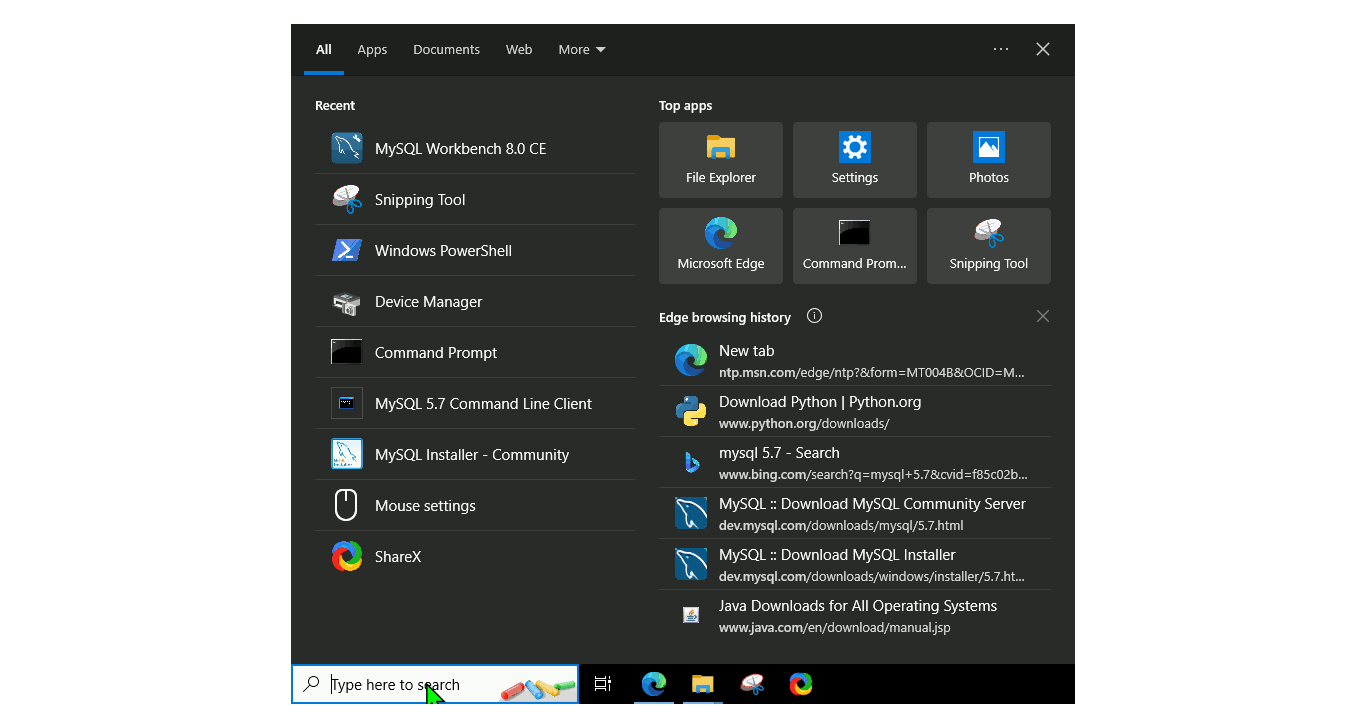 All Apps Documents Web More
Recent
MySQL Workbench 8.0 CE
Snipping Tool
Windows PowerShell
Device Manager
Command Prompt
MySQL 5.7 Command Line Client
MySQL Installer - Community
Mouse settings
ShareX
Top apps
File Explorer
Settings
Photos
Microsoft Edge
Command Prom...
Snipping Tool
Edge browsing history
New tab
ntp.msn.com/edge/ntp?&form=MT004B&OCID=M...
Download Python | Python.org
www.python.org/downloads/
mysql 5.7 - Search
www.bing.com/search?q=mysql+5.7&cvid=f85c02b...
MySQL :: Download MySQL Community Server
dev.mysql.com/downloads/mysql/5.7.html
MySQL :: Download MySQL Installer
dev.mysql.com/downloads/windows/installer/5.7.ht...
Java Downloads for All Operating Systems
www.java.com/en/download/manual.jsp
Type here to search